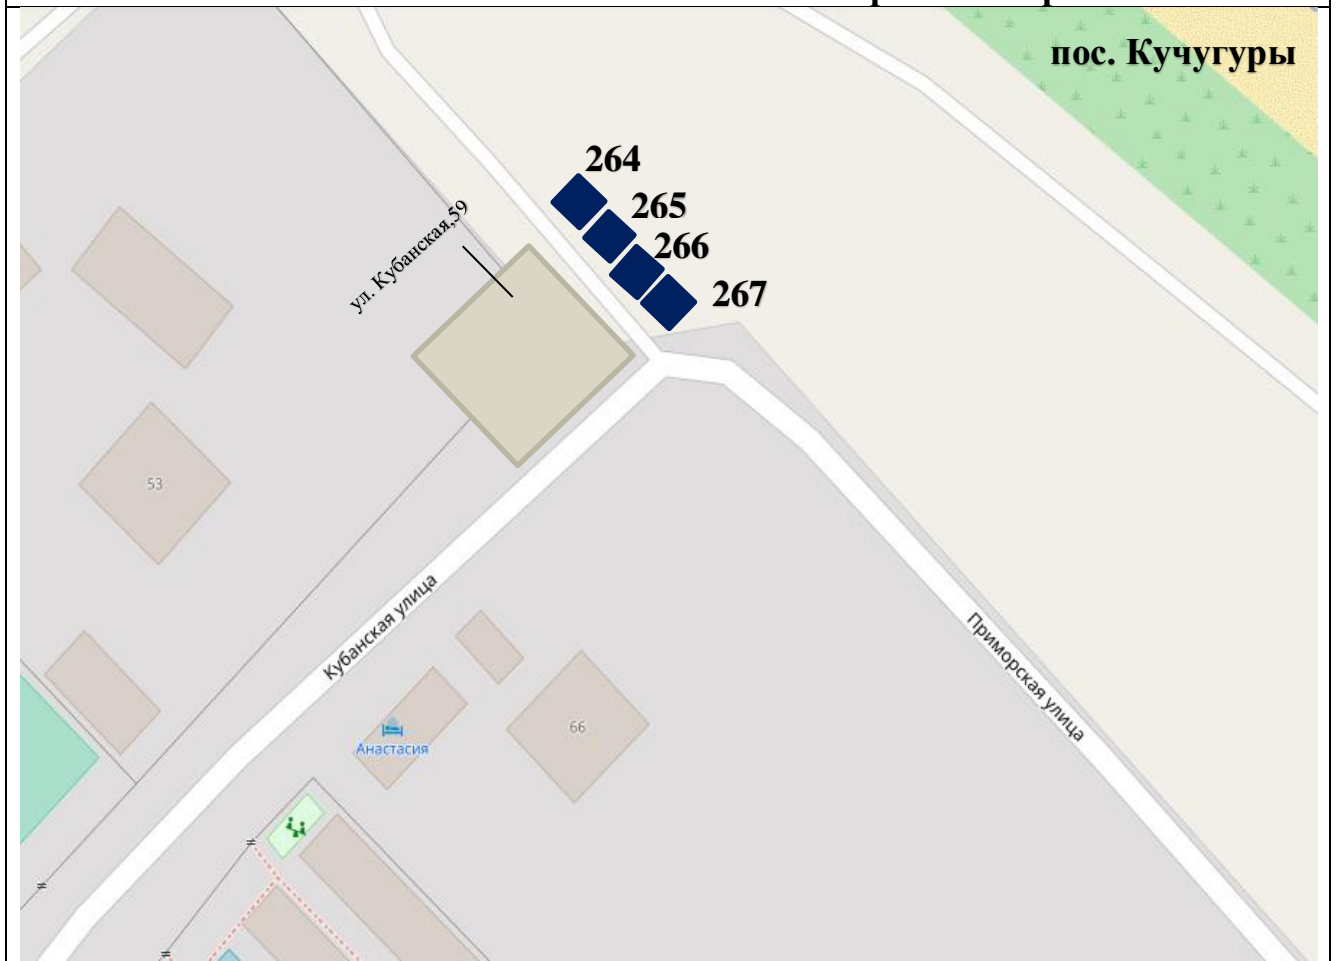 пос. Кучугуры
264
265
266
267
ул. Кубанская,59
53
Кубанская улица
Приморская улица
66
Анастасия